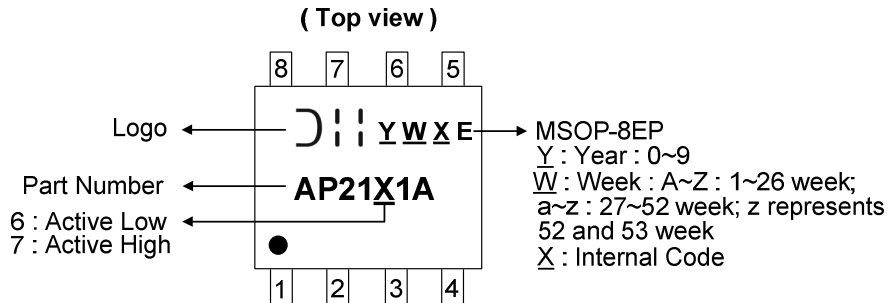 ( Top view )
8 7 6 5
Logo
Y W X E
MSOP-8EP
Y : Year : 0~9
W : Week : A~Z : 1~26 week;
a~z : 27~52 week; z represents
52 and 53 week
X : Internal Code
Part Number
AP21X1A
6 : Active Low
7 : Active High
1 2 3 4